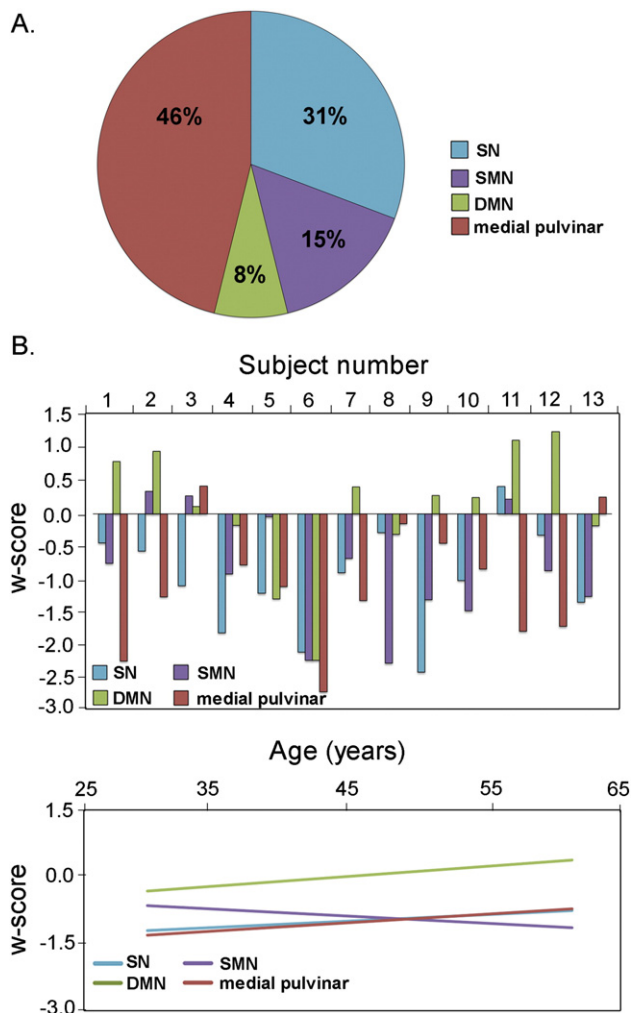 A.
46%
31%
15%
8%
SN
SMN
DMN
medial pulvinar
B.
Subject number
1 2 3 4 5 6 7 8 9 10 11 12 13
w-score
1.5
1.0
0.5
0.0
-0.5
-1.0
-1.5
-2.0
-2.5
-3.0
SN SMN
DMN medial pulvinar
Age (years)
25 35 45 55 65
w-score
1.5
0.0
-1.5
-3.0
SN SMN
DMN medial pulvinar